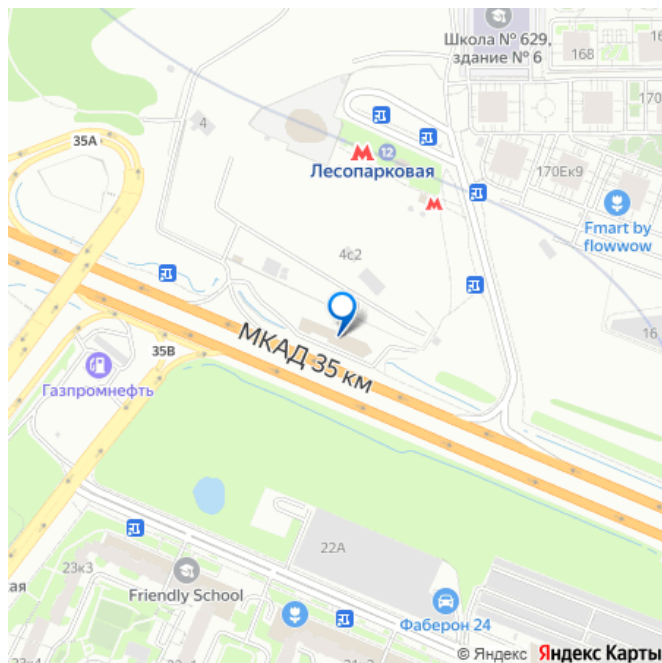 Школа № 629,
здание № 6
16В
170
4
35А
12
Лесопарковая
170Ек9
Fmart by
flowwow
4с2
16
МКАД 35 км
35В
Газпромнефть
22А
23к3
Friendly School
Фаберон 24
© Яндекс Яндекс Карты